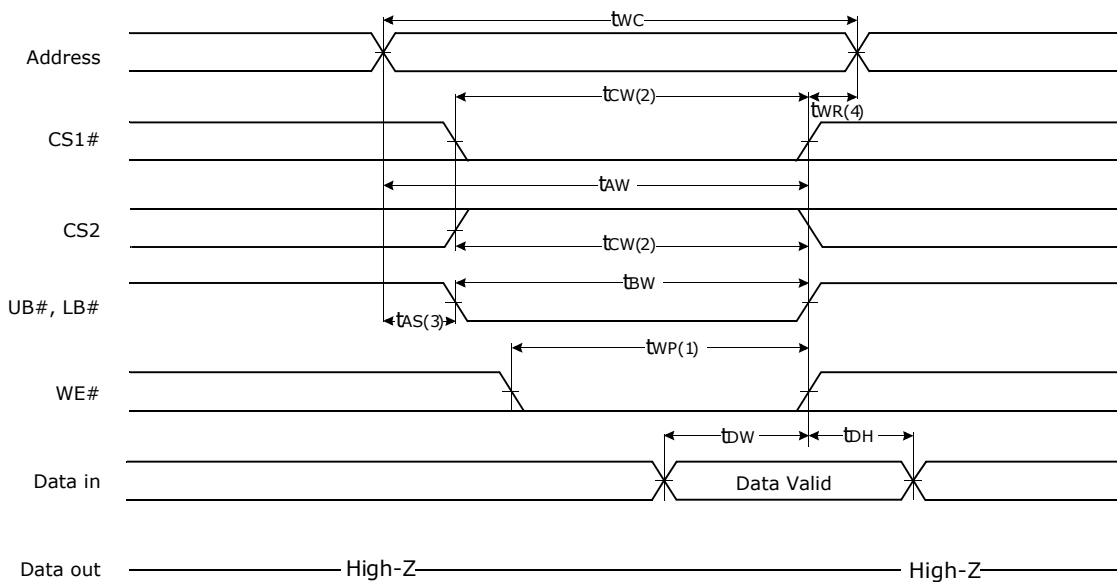 tWC
Address
tCW(2)
tWR(4)
CS1#
tAW
CS2
tCW(2)
tBW
UB#, LB#
tAS(3)
tWP(1)
WE#
tDW
tDH
Data in
Data Valid
Data out
High-Z
High-Z